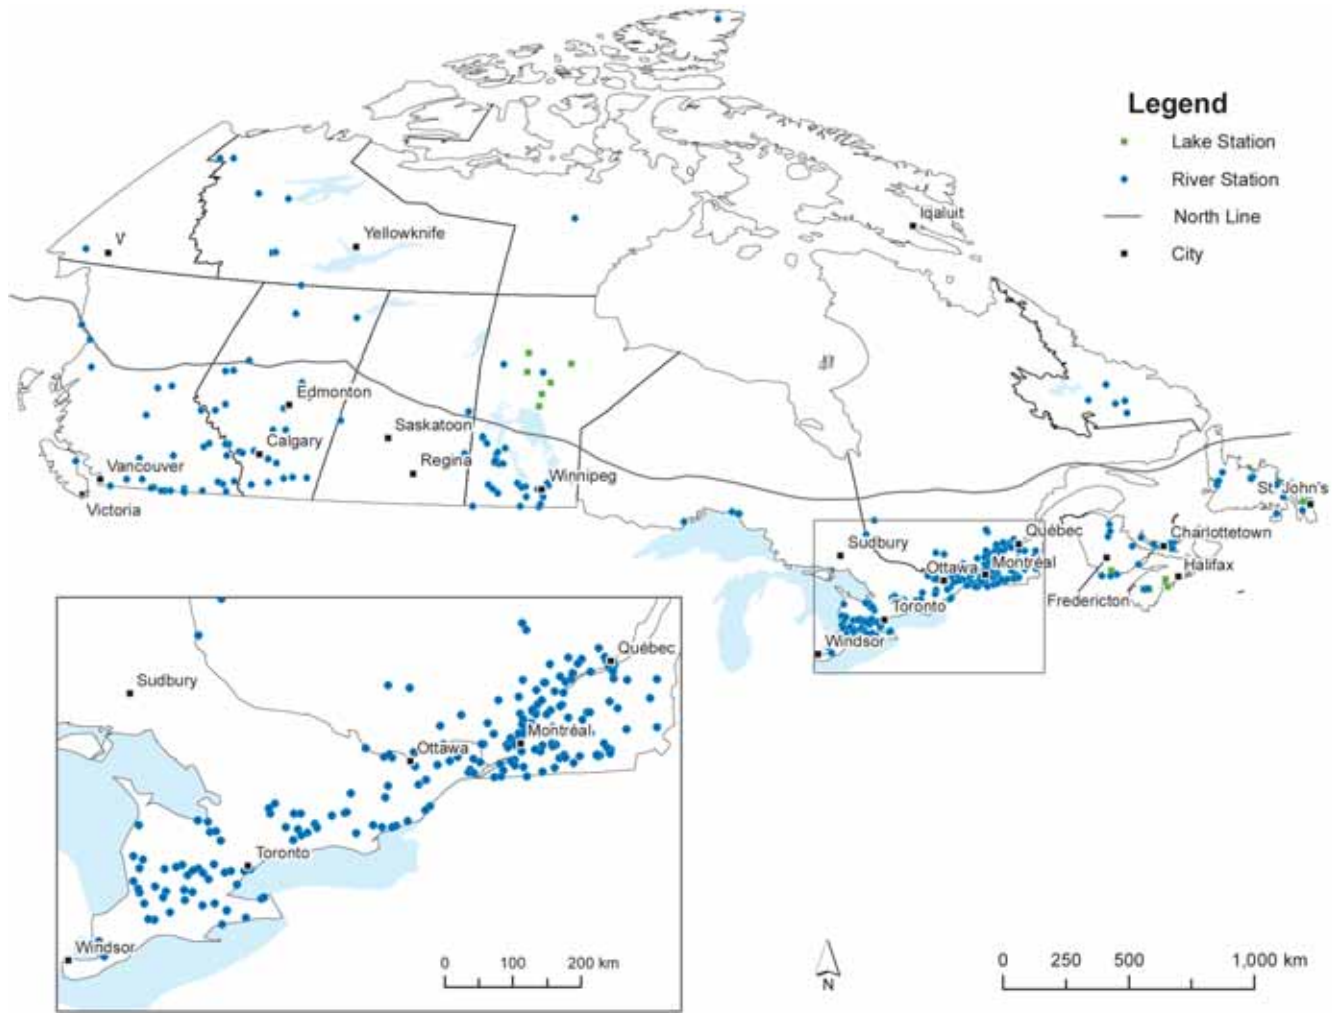 Legend
Lake Station
River Station
North Line
City
Iqaluit
V
Yellowknife
Edmonton
Saskatoon
Calgary
Regina
Vancouver
Winnipeg
Victoria
St. John's
Québec
Charlottetown
Sudbury
Ottawa
Montréal
Halifax
Fredericton
Toronto
Windsor
Québec
Sudbury
Montréal
Ottawa
Toronto
Windsor
0 100 200 km
N
0 250 500 1,000 km